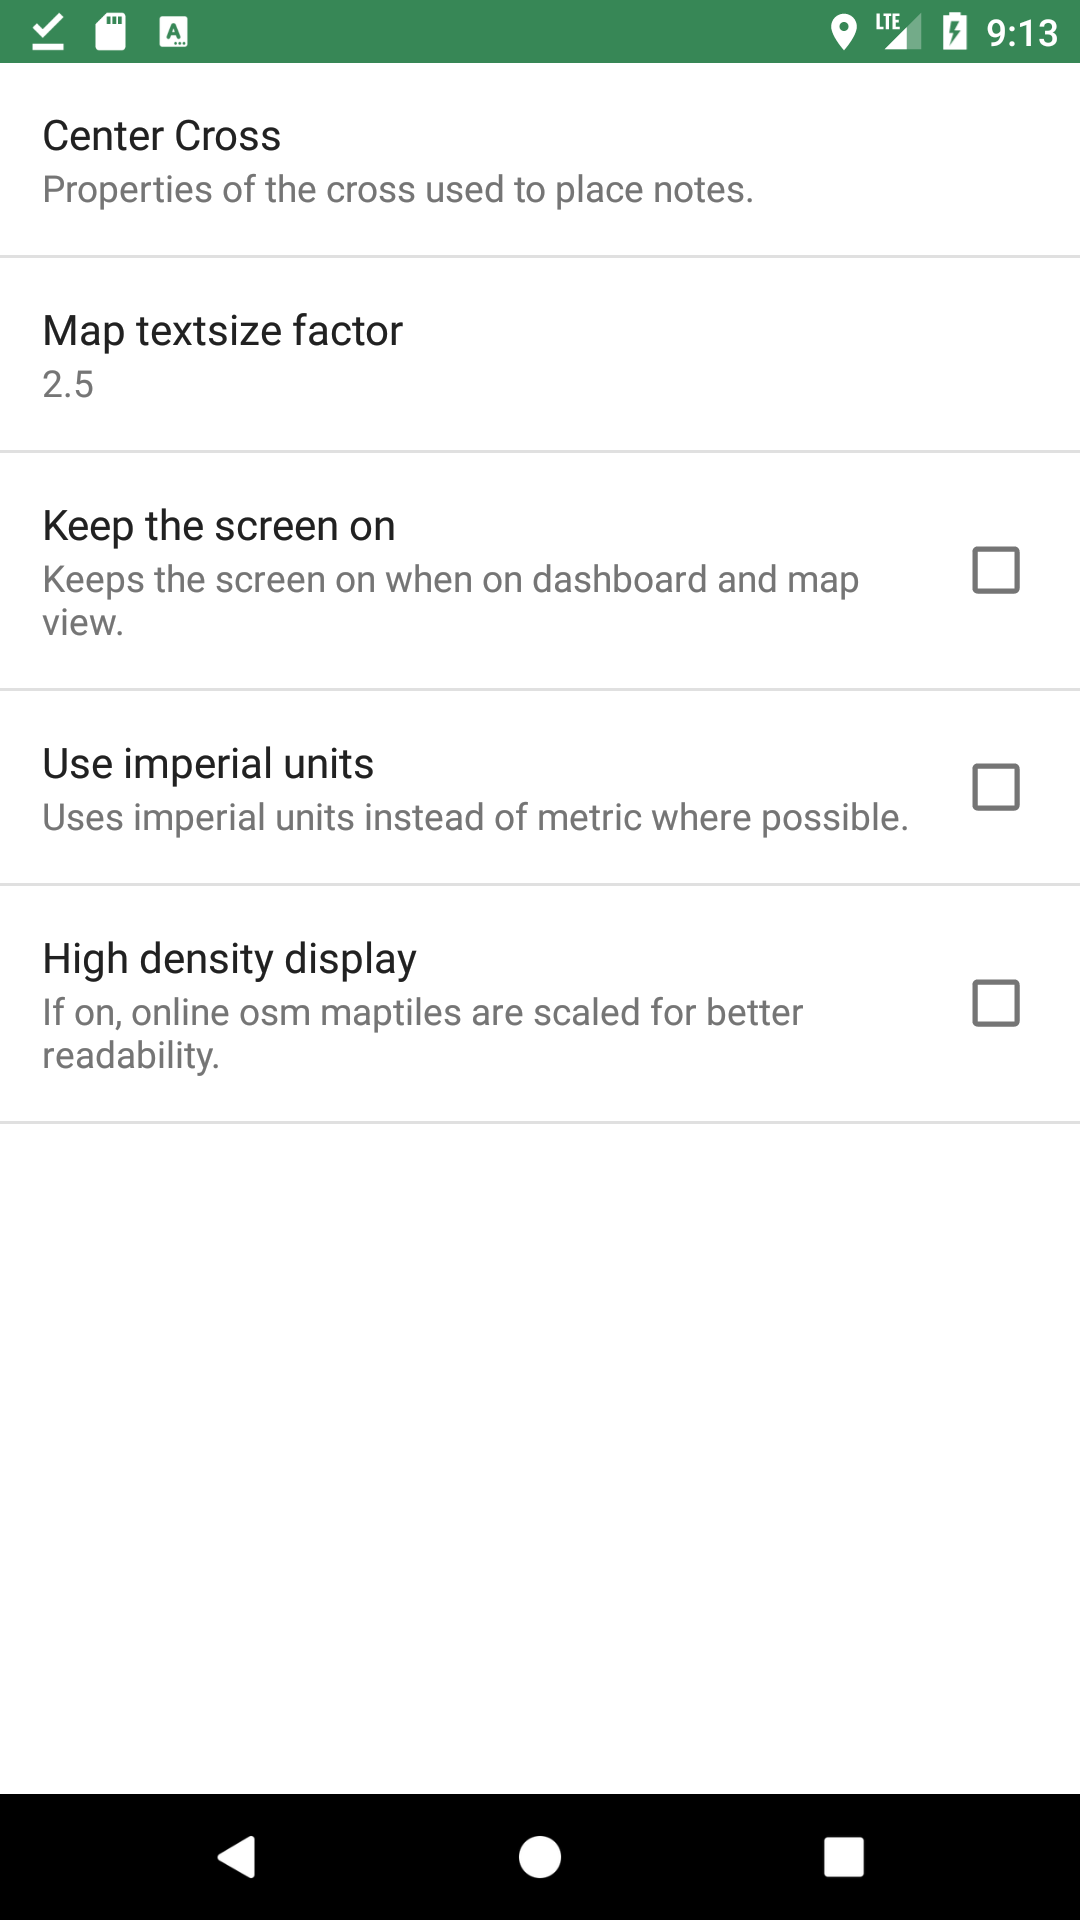 LTE 9:13
Center Cross
Properties of the cross used to place notes.
Map textsize factor
2.5
Keep the screen on
Keeps the screen on when on dashboard and map
view.
Use imperial units
Uses imperial units instead of metric where possible.
High density display
If on, online osm maptiles are scaled for better
readability.